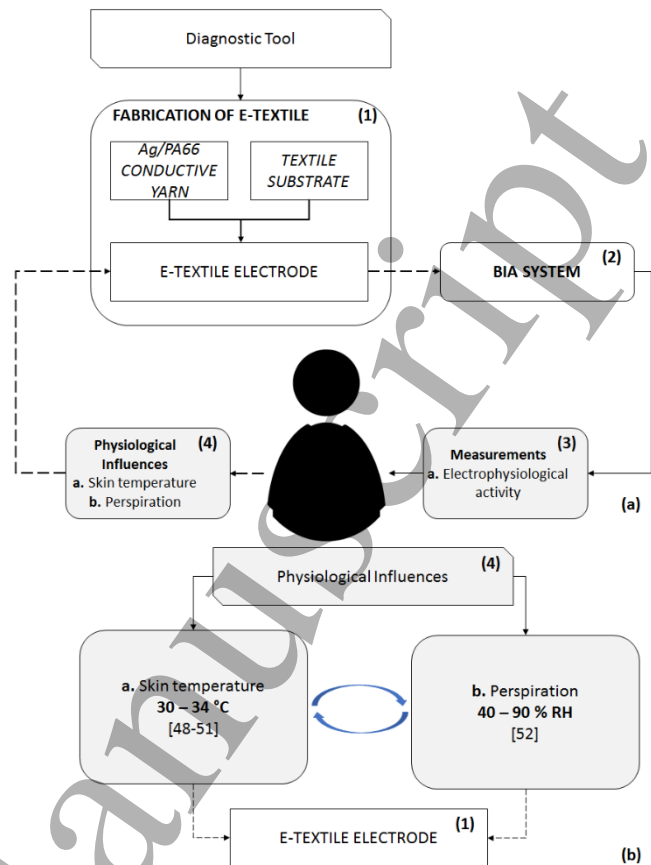 Diagnostic Tool
FABRICATION OF E-TEXTILE (1)
Ag/PA66
CONDUCTIVE
YARN
TEXTILE
SUBSTRATE
E-TEXTILE ELECTRODE
(2)
BIA SYSTEM
(4)
Physiological
Influences
a. Skin temperature
b. Perspiration
(3)
Measurements
a. Electrophysiological
activity
(a)
(4)
Physiological Influences
a. Skin temperature
30 – 34 °C
[48-51]
b. Perspiration
40 – 90 % RH
[52]
(1)
E-TEXTILE ELECTRODE
(b)
anuscript